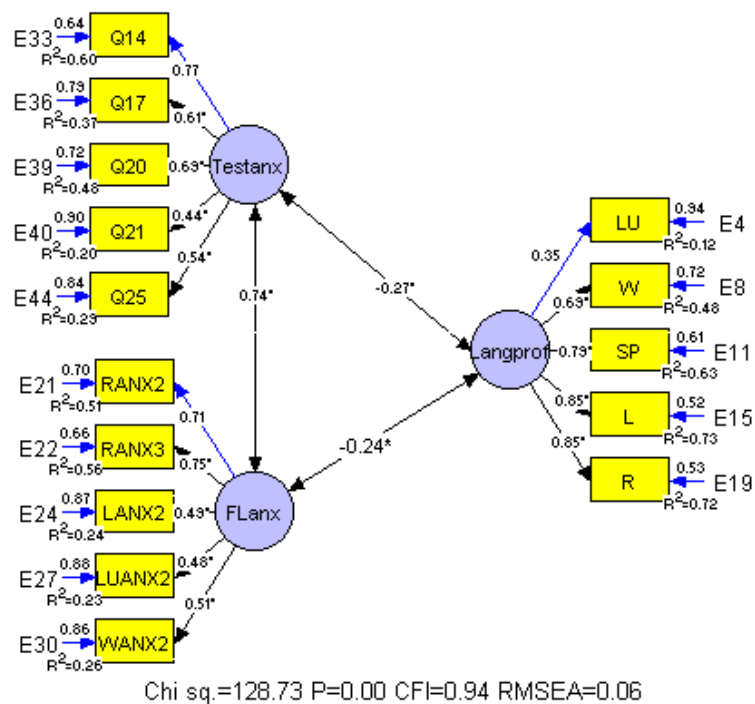 0.64
E33
Q14
R²=0.60
0.77
0.79
E36
Q17
R²=0.37
0.61*
0.72
E39
Q20
R²=0.48
0.69*
Testanx
0.90
E40
Q21
R²=0.20
0.44*
0.84
E44
Q25
R²=0.29
0.54*
0.74*
-0.27*
-0.24*
0.94
LU
E4
R²=0.12
0.35
0.72
W
E8
R²=0.48
0.69*
Langprof
0.79*
0.61
SP
E11
R²=0.63
0.85*
0.52
L
E15
R²=0.73
0.85*
0.53
R
E19
R²=0.72
0.70
E21
RANX2
R²=0.51
0.71
0.66
E22
RANX3
R²=0.56
0.75*
0.87
E24
LANX2
R²=0.24
0.49*
FLanx
0.88
E27
LUANX2
R²=0.23
0.48*
0.86
E30
WANX2
R²=0.26
0.51*
Chi sq.=128.73 P=0.00 CFI=0.94 RMSEA=0.06